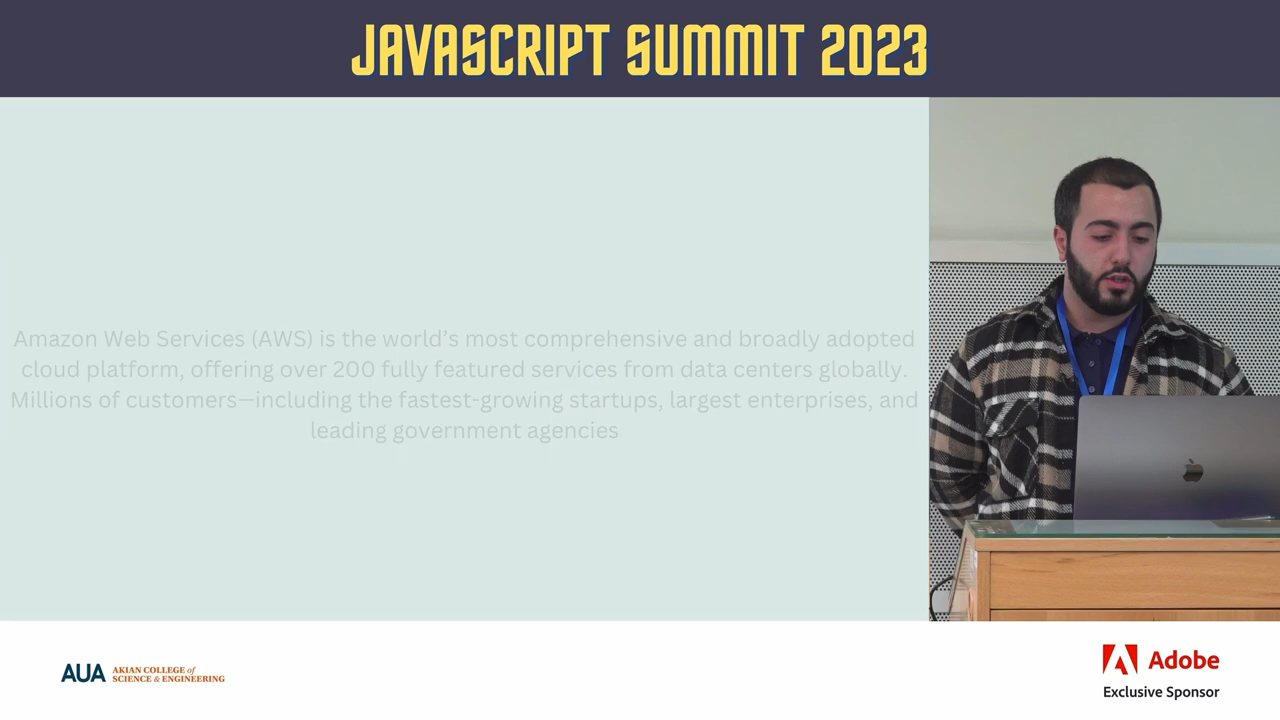 JAVASCRIPT SUMMIT 2023
Amazon Web Services (AWS) is the world's most comprehensive and broadly adopted
cloud platform, offering over 200 fully featured services from data centers globally.
Millions of customers—including the fastest-growing startups, largest enterprises, and
leading government agencies
AUA AKIAN COLLEGE of
SCIENCE & ENGINEERING
Adobe
Exclusive Sponsor